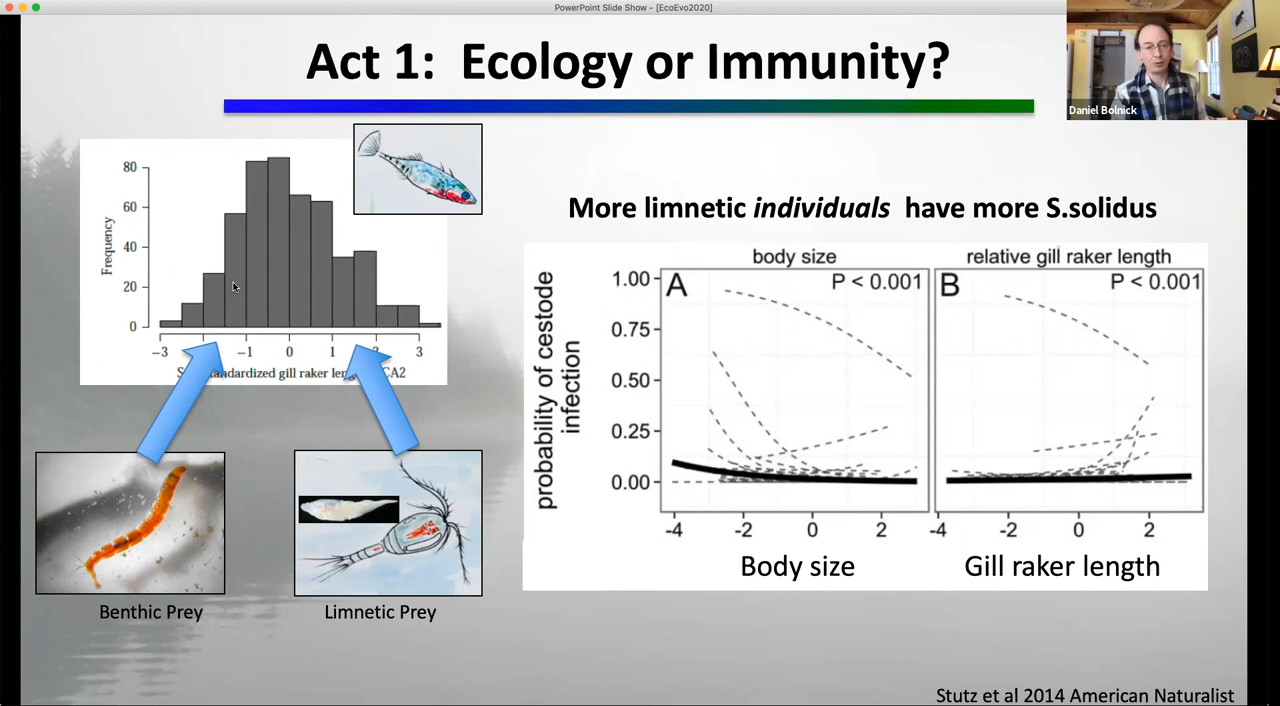 PowerPoint Slide Show - [EcoEvo2020]
Act 1: Ecology or Immunity?
Daniel Bolnick
80
60
40
20
0
Frequency
-3 -1 0 1 2 3
andardized gill raker leng CA2
More limnetic individuals have more S.solidus
body size
relative gill raker length
A
P < 0.001
B
P < 0.001
probability of cestode
infection
1.00
0.75
0.50
0.25
0.00
-4 -2 0 2
-4 -2 0 2
Body size
Gill raker length
Benthic Prey
Limnetic Prey
Stutz et al 2014 American Naturalist